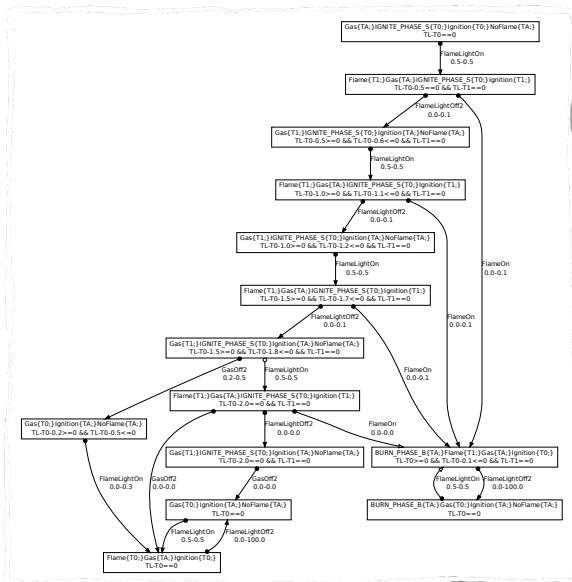 Gas{TA;}IGNITE_PHASE_S{T0;}Ignition{T0;}NoFlame{TA;}
TL-T0==0
FlameLightOn
0.5-0.5
Flame{T1;}Gas{TA;}IGNITE_PHASE_S{T0;}Ignition{T1;}
TL-T0-0.5==0 && TL-T1==0
FlameLightOff2
0.0-0.1
Gas{T1;}IGNITE_PHASE_S{T0;}Ignition{TA;}NoFlame{TA;}
TL-T0-0.5>=0 && TL-T0-0.6<=0 && TL-T1==0
FlameLightOn
0.5-0.5
Flame{T1;}Gas{TA;}IGNITE_PHASE_S{T0;}Ignition{T1;}
TL-T0-1.0>=0 && TL-T0-1.1<=0 && TL-T1==0
FlameLightOff2
0.0-0.1
Gas{T1;}IGNITE_PHASE_S{T0;}Ignition{TA;}NoFlame{TA;}
TL-T0-1.0>=0 && TL-T0-1.2<=0 && TL-T1==0
FlameLightOn
0.5-0.5
FlameOn
0.0-0.1
Flame{T1;}Gas{TA;}IGNITE_PHASE_S{T0;}Ignition{T1;}
TL-T0-1.5>=0 && TL-T0-1.7<=0 && TL-T1==0
FlameLightOff2
0.0-0.1
FlameOn
0.0-0.1
Gas{T1;}IGNITE_PHASE_S{T0;}Ignition{TA;}NoFlame{TA;}
TL-T0-1.5>=0 && TL-T0-1.8<=0 && TL-T1==0
GasOff2
0.2-0.5
FlameLightOn
0.5-0.5
FlameOn
0.0-0.1
Flame{T1;}Gas{TA;}IGNITE_PHASE_S{T0;}Ignition{T1;}
TL-T0-2.0==0 && TL-T1==0
Gas{T0;}Ignition{TA;}NoFlame{TA;}
TL-T0-0.2>=0 && TL-T0-0.5<=0
FlameLightOff2
0.0-0.0
FlameOn
0.0-0.0
Gas{T1;}IGNITE_PHASE_S{T0;}Ignition{TA;}NoFlame{TA;}
TL-T0-2.0==0 && TL-T1==0
BURN_PHASE_B{TA;}Flame{T1;}Gas{TA;}Ignition{T0;}
TL-T0>=0 && TL-T0-0.1<=0 && TL-T1==0
FlameLightOn
0.0-0.3
GasOff2
0.0-0.0
GasOff2
0.0-0.0
FlameLightOn
0.5-0.5
FlameLightOff2
0.0-100.0
Gas{T0;}Ignition{TA;}NoFlame{TA;}
TL-T0==0
BURN_PHASE_B{TA;}Gas{T0;}Ignition{TA;}NoFlame{TA;}
TL-T0==0
FlameLightOn
0.5-0.5
FlameLightOff2
0.0-100.0
Flame{T0;}Gas{TA;}Ignition{T0;}
TL-T0==0